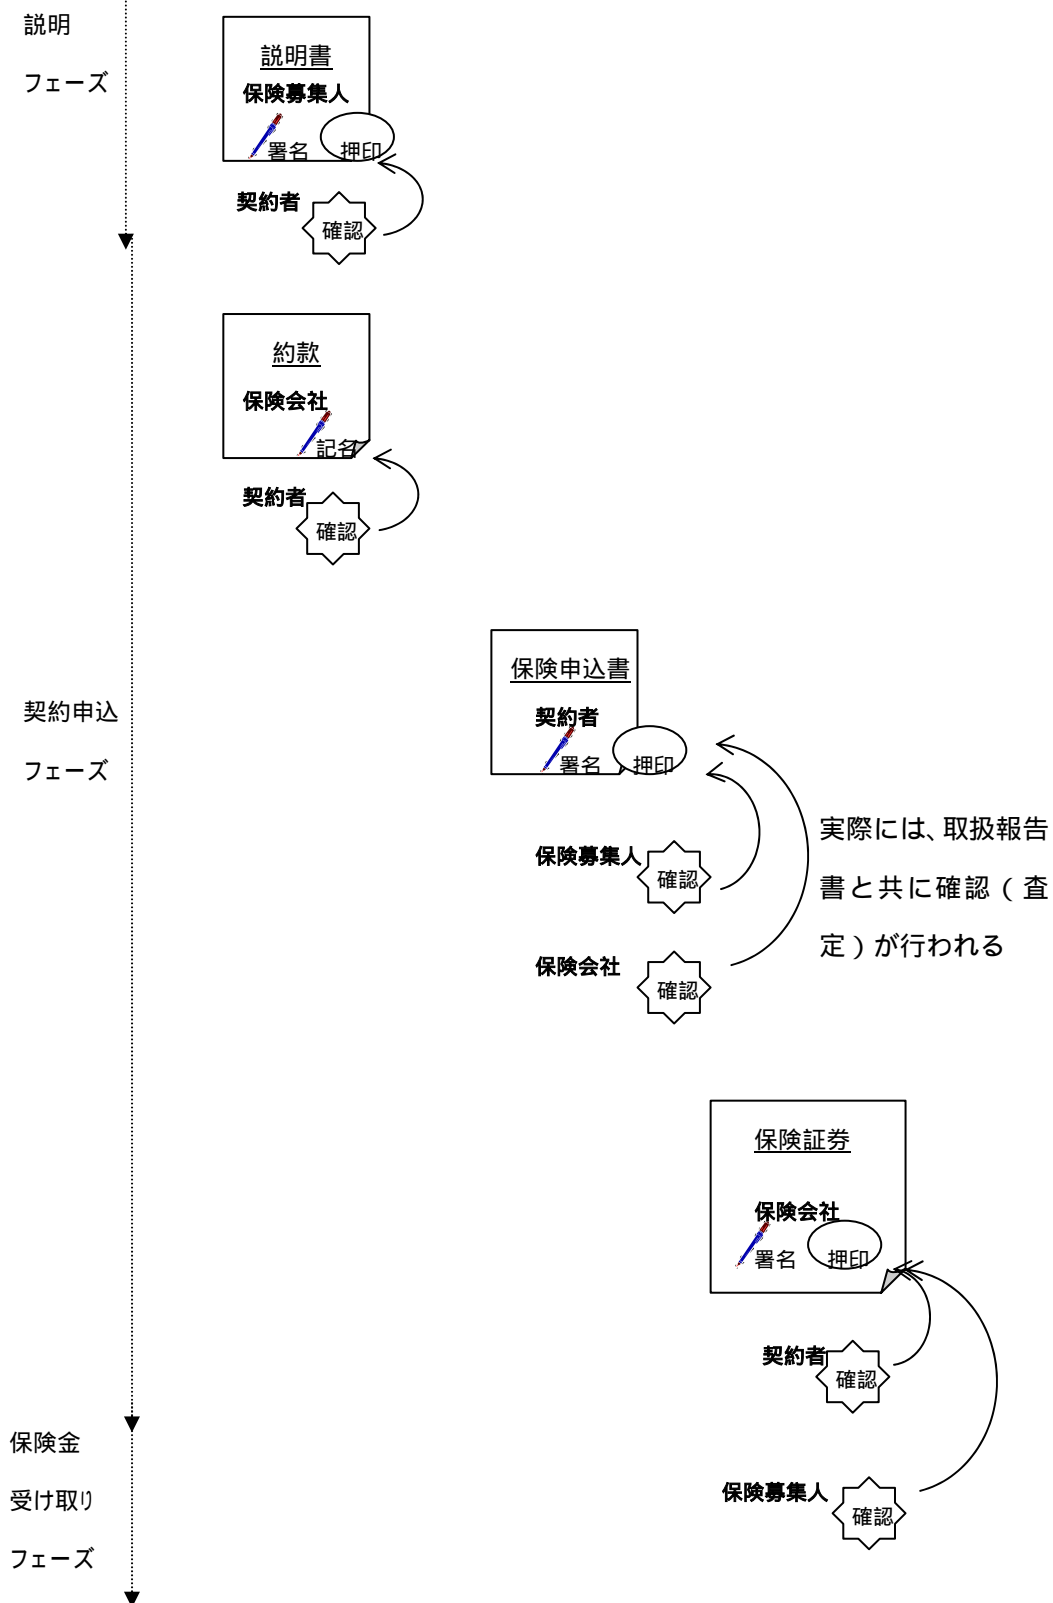 説明
フェーズ
説明書
保険募集人
署名
押印
契約者
確認
約款
保険会社
記名
契約者
確認
契約申込
フェーズ
保険申込書
契約者
署名
押印
保険募集人
確認
保険会社
確認
実際には、取扱報告
書と共に確認（査
定）が行われる
保険証券
保険会社
署名
押印
契約者
確認
保険募集人
確認
保険金
受け取り
フェーズ